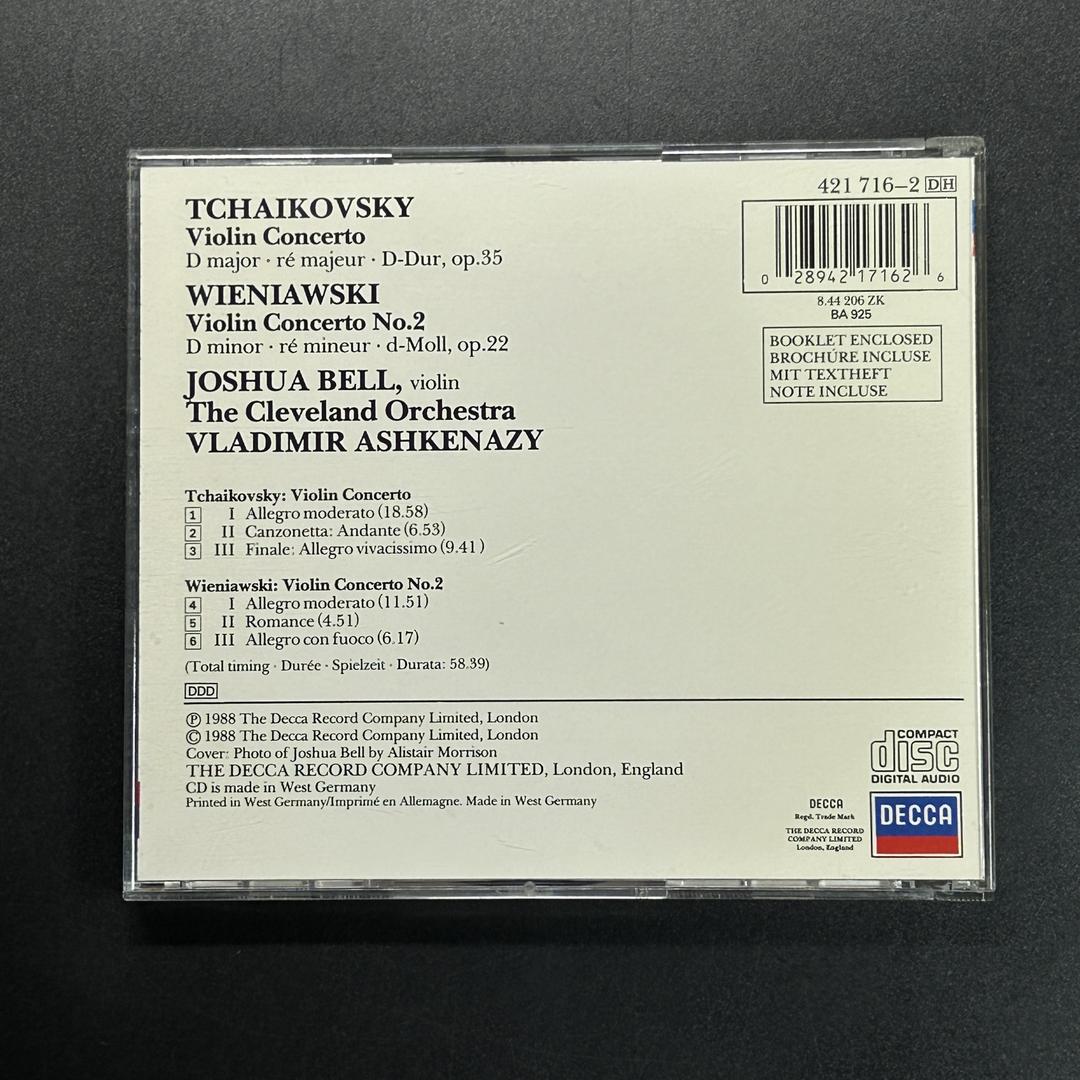 421 716–2 DH
TCHAIKOVSKY
Violin Concerto
D major · ré majeur · D-Dur, op.35
WIENIAWSKI
Violin Concerto No.2
D minor · ré mineur · d-Moll, op.22
JOSHUA BELL, violin
The Cleveland Orchestra
VLADIMIR ASHKENAZY
0 28942 17162 6
8.44 206 ZK
BA 925
BOOKLET ENCLOSED
BROCHÚRE INCLUSE
MIT TEXTHEFT
NOTE INCLUSE
Tchaikovsky: Violin Concerto
1 I Allegro moderato (18.58)
2 II Canzonetta: Andante (6.53)
3 III Finale: Allegro vivacissimo (9.41)
Wieniawski: Violin Concerto No.2
4 I Allegro moderato (11.51)
5 II Romance (4.51)
6 III Allegro con fuoco (6.17)
(Total timing · Durée · Spielzeit · Durata: 58.39)
DDD
℗ 1988 The Decca Record Company Limited, London
© 1988 The Decca Record Company Limited, London
Cover: Photo of Joshua Bell by Alistair Morrison
THE DECCA RECORD COMPANY LIMITED, London, England
CD is made in West Germany
Printed in West Germany/Imprimé en Allemagne. Made in West Germany
COMPACT
disc
DIGITAL AUDIO
DECCA
Regd. Trade Mark
THE DECCA RECORD
COMPANY LIMITED
London, England
DECCA